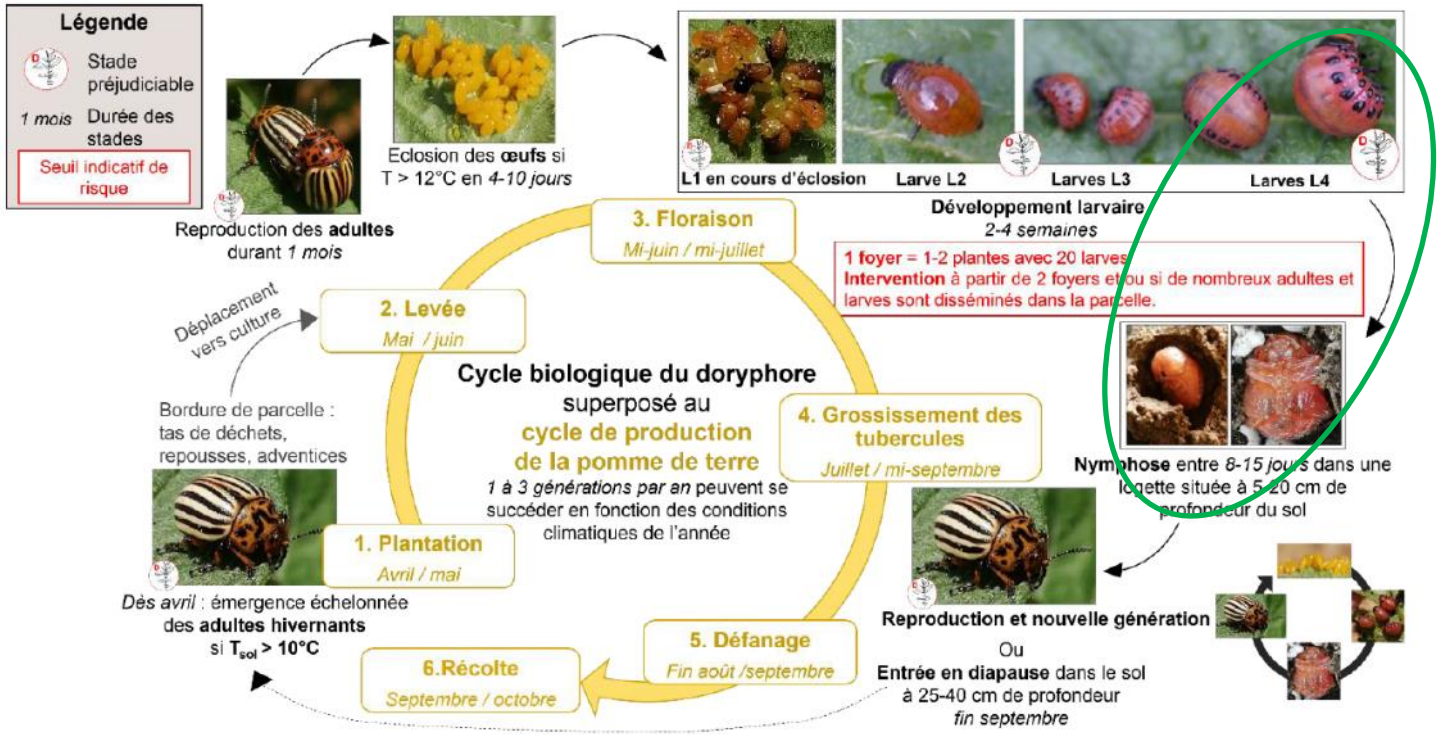 Légende
D
Stade
préjudiciable
1 mois Durée des
stades
Seuil indicatif de
risque
Reproduction des adultes
durant 1 mois
Eclosion des œufs si
T > 12°C en 4-10 jours
L1 en cours d'éclosion
Larve L2
Larves L3
Larves L4
Développement larvaire
2-4 semaines
1 foyer = 1-2 plantes avec 20 larves
Intervention à partir de 2 foyers et/ou si de nombreux adultes et
larves sont disséminés dans la parcelle.
3. Floraison
Mi-juin / mi-juillet
2. Levée
Mai / juin
Déplacement
vers culture
Bordure de parcelle :
tas de déchets,
repousses, adventices
Cycle biologique du doryphore
superposé au
cycle de production
de la pomme de terre
1 à 3 générations par an peuvent se
succéder en fonction des conditions
climatiques de l'année
4. Grossissement des
tubercules
Juillet / mi-septembre
Nymphose entre 8-15 jours dans une
logette située à 5-20 cm de
profondeur du sol
1. Plantation
Avril / mai
Dès avril : émergence échelonnée
des adultes hivernants
si Tsol > 10°C
5. Défanage
Fin août /septembre
6.Récolte
Septembre / octobre
Reproduction et nouvelle génération
Ou
Entrée en diapause dans le sol
à 25-40 cm de profondeur
fin septembre